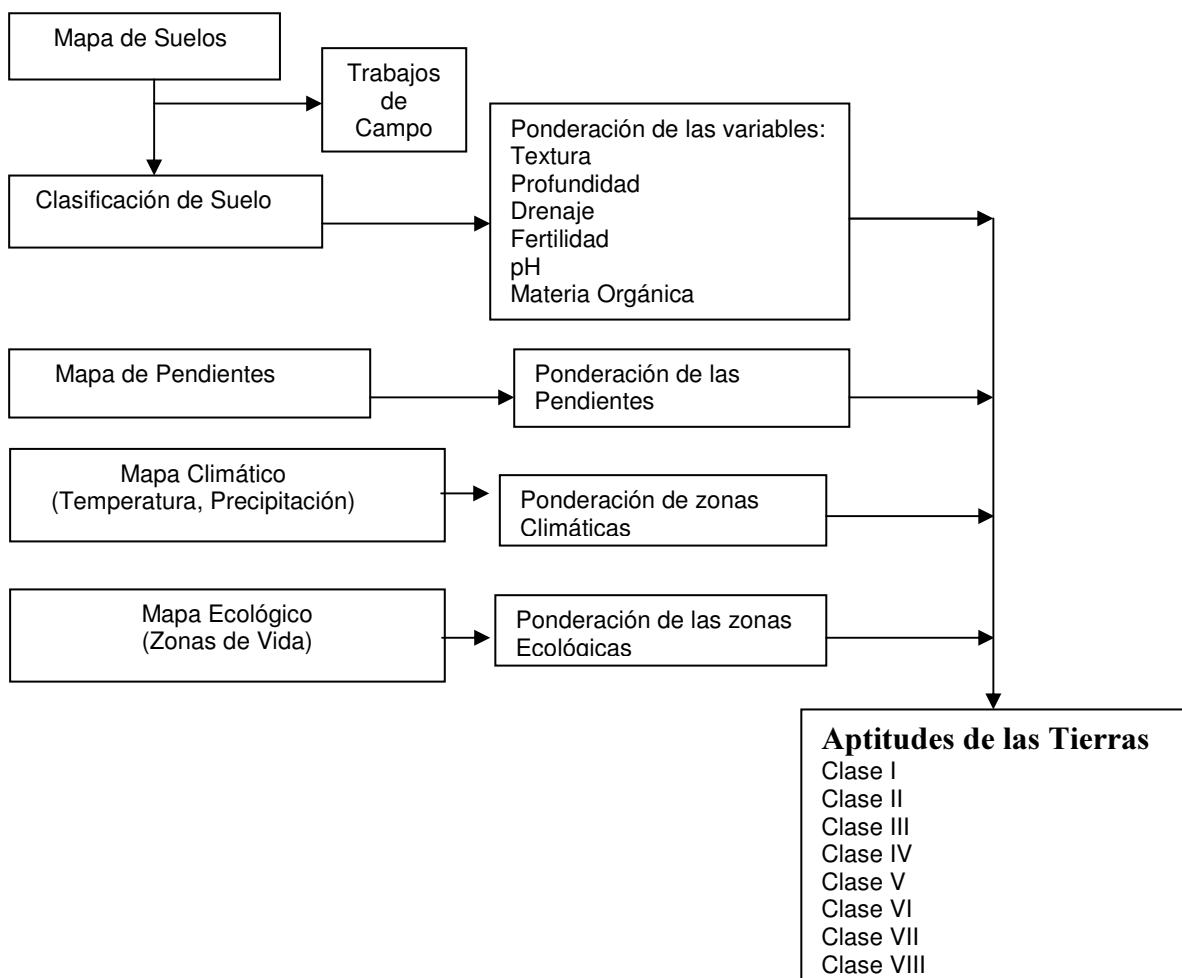 Mapa de Suelos
Trabajos
de
Campo
Clasificación de Suelo
Ponderación de las variables:
Textura
Profundidad
Drenaje
Fertilidad
pH
Materia Orgánica
Mapa de Pendientes
Ponderación de las
Pendientes
Mapa Climático
(Temperatura, Precipitación)
Ponderación de zonas
Climáticas
Mapa Ecológico
(Zonas de Vida)
Ponderación de las zonas
Ecológicas
Aptitudes de las Tierras
Clase I
Clase II
Clase III
Clase IV
Clase V
Clase VI
Clase VII
Clase VIII